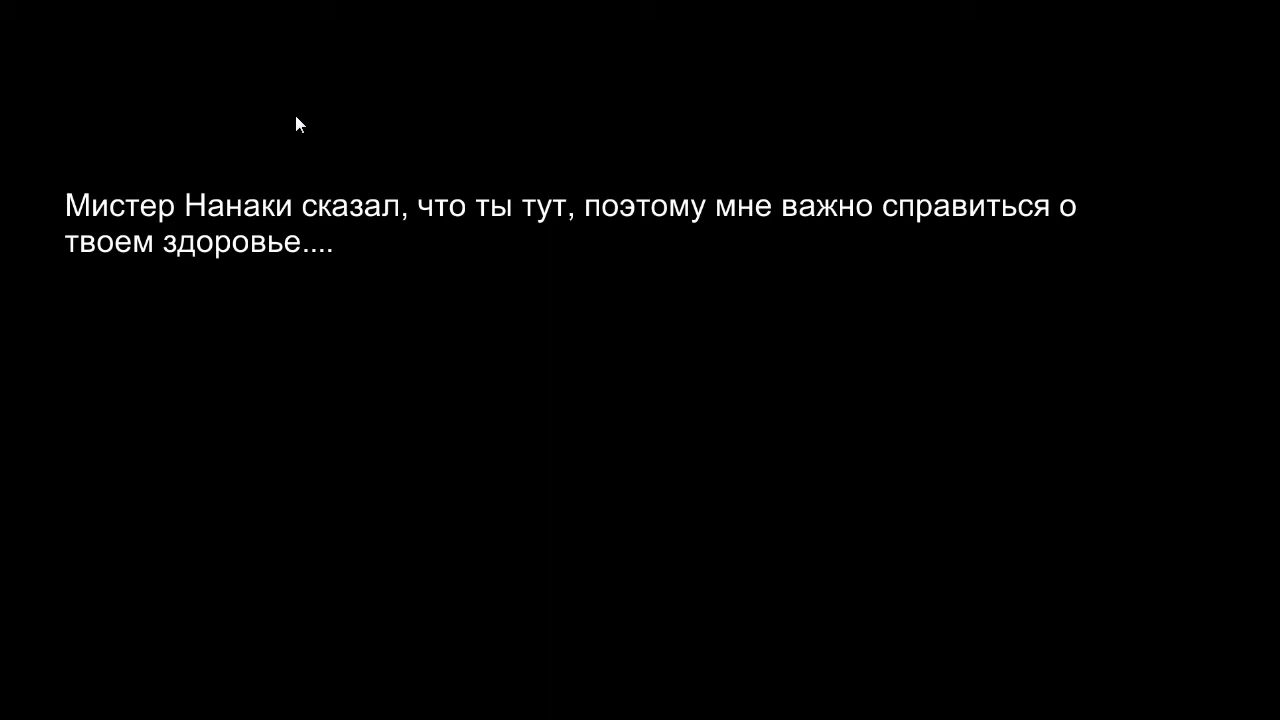 Мистер Нанаки сказал, что ты тут, поэтому мне важно справиться о
твоем здоровье....